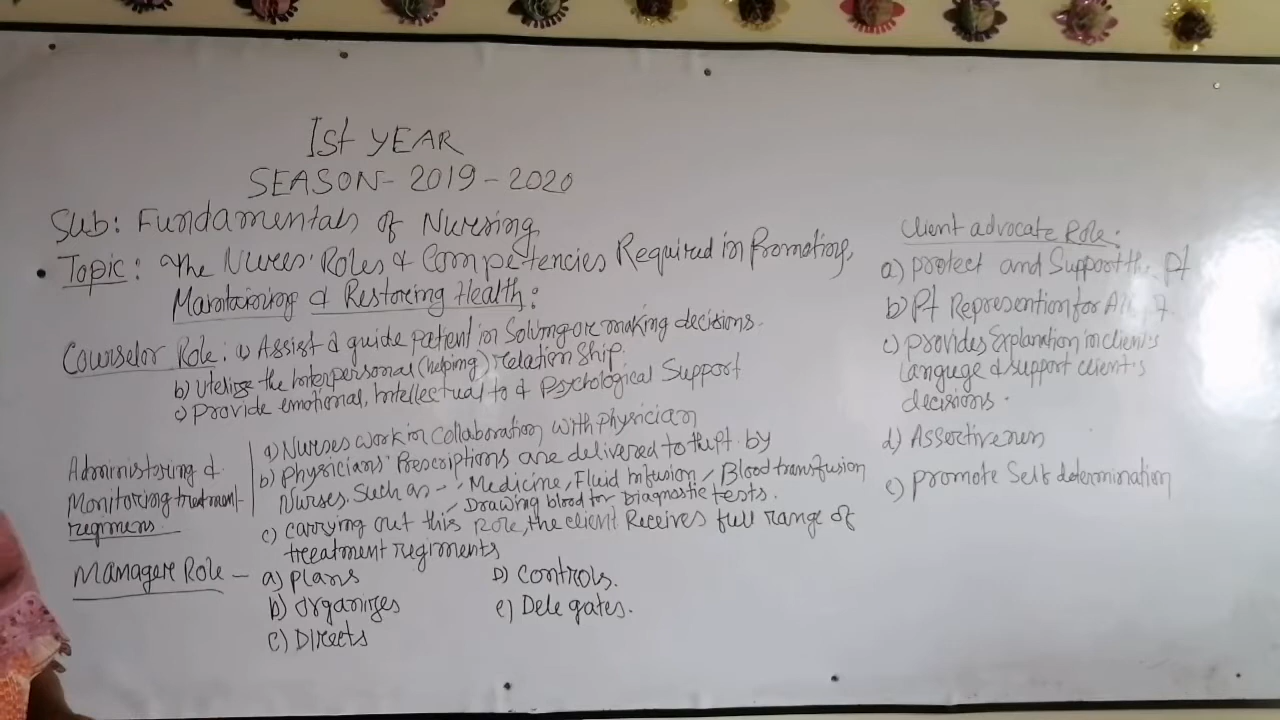 Ist YEAR
SEASON- 2019 - 2020
Sub: Fundamentals of Nursing
• Topic: The Nurses' Roles & Competencies Required in Promoting,
Maintaining & Restoring Health:
Counselor Role: a) Assist & guide patient in Solving or making decisions.
b) Utelize the Interpersonal (helping) relation Ship.
c) Provide emotional, Intellectual to & Psychological Support
Administering &
Monitoring treatment
regimens.
a) Nurses work in Collaboration with Physician
b) Physicians' Prescriptions are delivered to the pt by
Nurses. Such as - Medicine, Fluid Infusion, Blood transfusion
Drawing blood for Diagnostic tests.
c) Carrying out this Role, the client Receives full range of
treatment regiments
Manager Role - a) Plans
b) Organizes
c) Directs
D) Controls.
e) Delegates.
Client advocate Role:
a) Protect and Support the Pt
b) Pt Represention for
c) Provides Explanation in client's
Languge & support client's
decisions.
d) Assertiveness
e) Promote Self determination